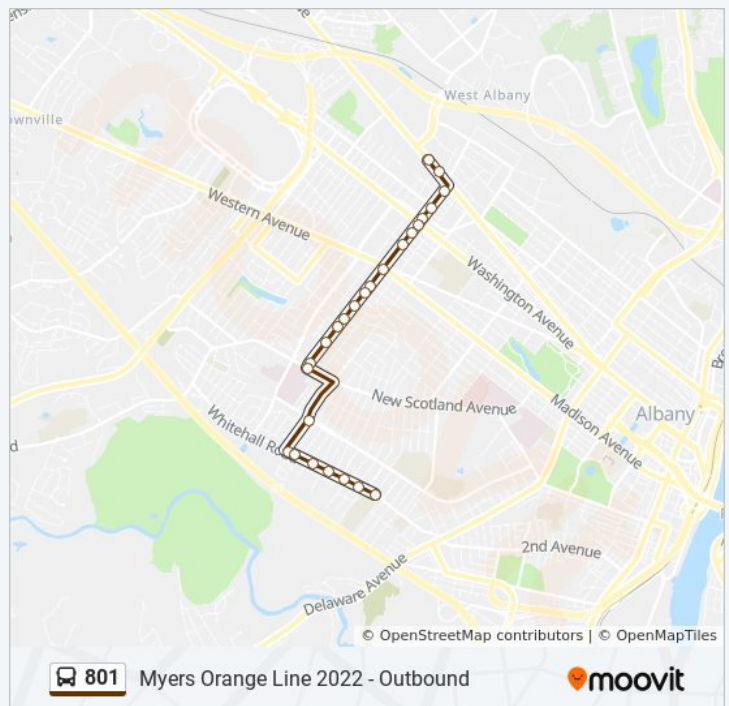 West Albany
ownville
Western Avenue
Washington Avenue
New Scotland Avenue
Madison Avenue
Albany
Whitehall Ro
d
2nd Avenue
Delaware Avenue
© OpenStreetMap contributors | © OpenMapTiles
801 Myers Orange Line 2022 - Outbound
moovit